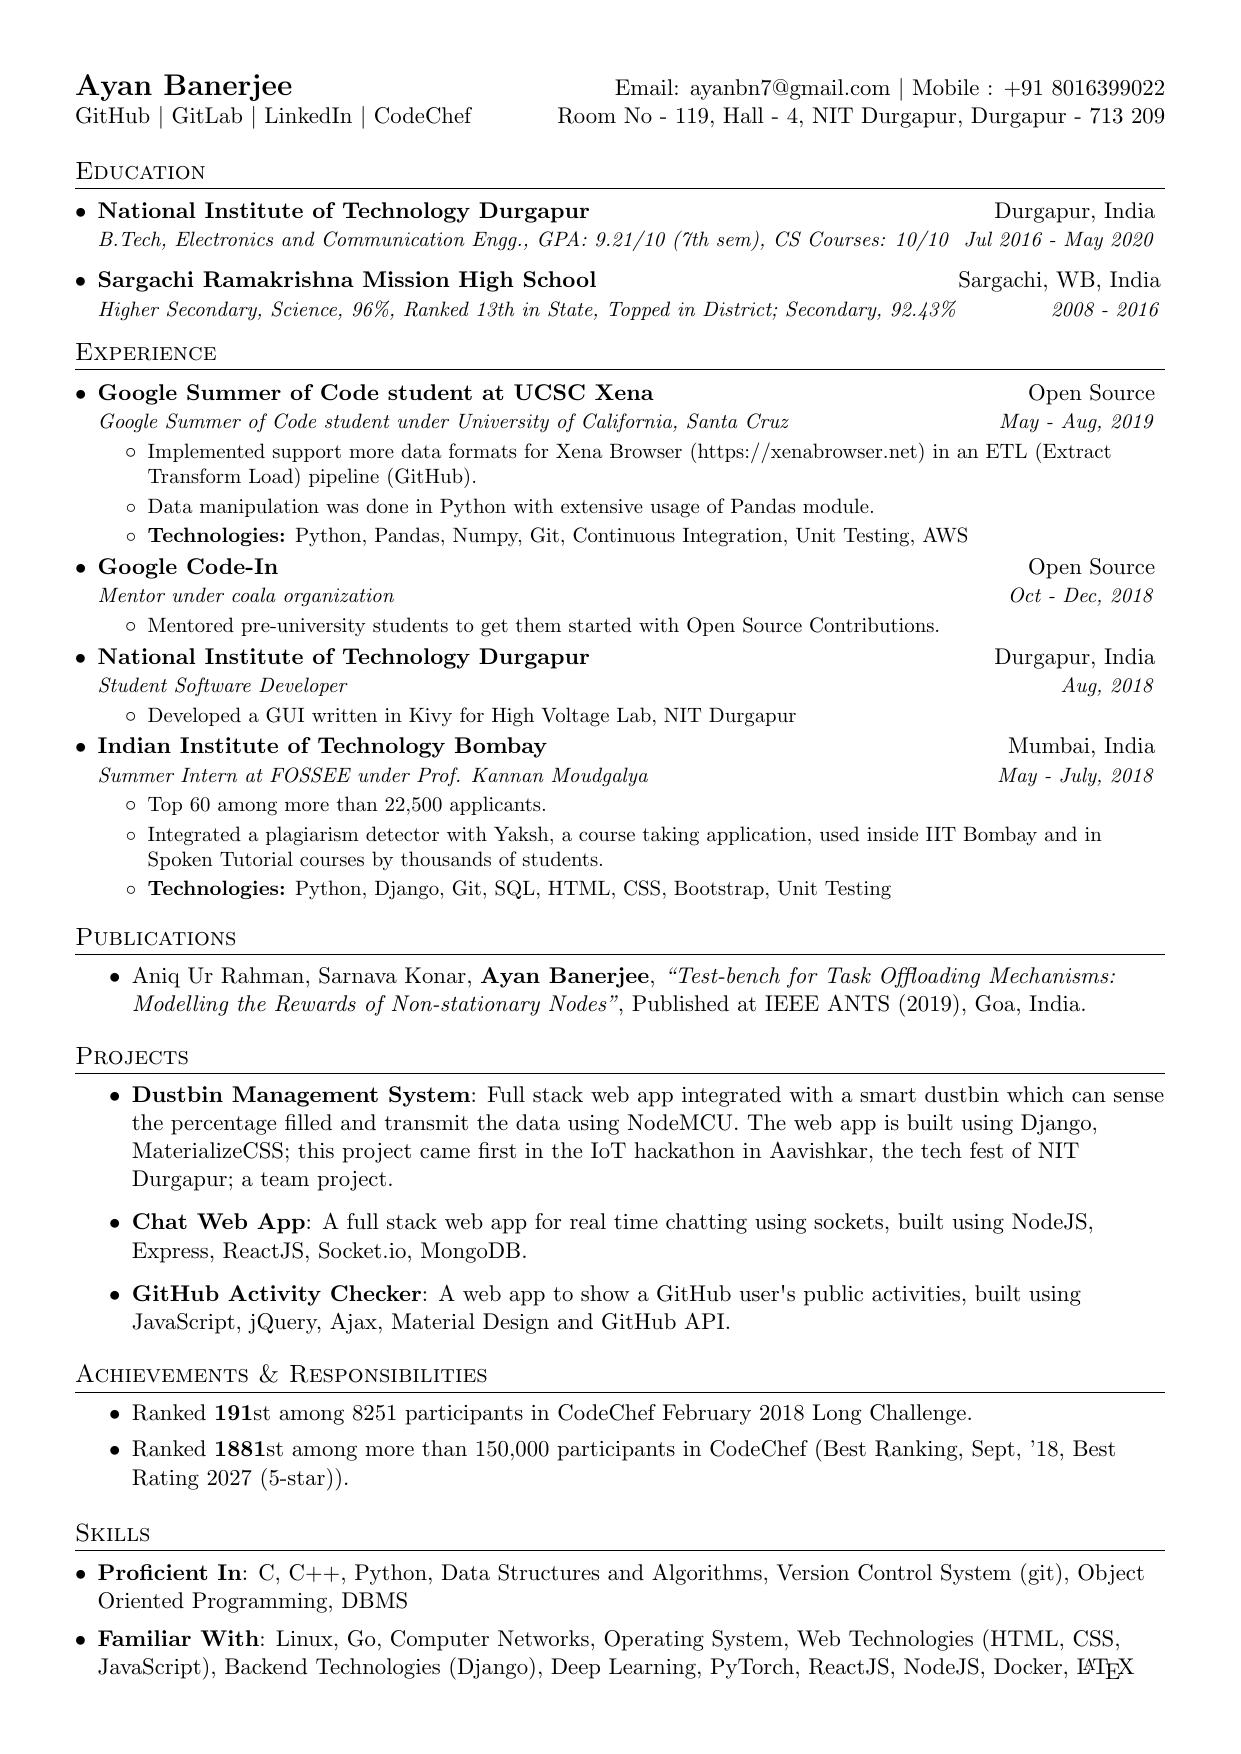 Ayan Banerjee Email: ayanbn7@gmail.com | Mobile : +91 8016399022
GitHub | GitLab | LinkedIn | CodeChef Room No - 119, Hall - 4, NIT Durgapur, Durgapur - 713 209
Education
• National Institute of Technology Durgapur Durgapur, India
B.Tech, Electronics and Communication Engg., GPA: 9.21/10 (7th sem), CS Courses: 10/10 Jul 2016 - May 2020
• Sargachi Ramakrishna Mission High School Sargachi, WB, India
Higher Secondary, Science, 96%, Ranked 13th in State, Topped in District; Secondary, 92.43% 2008 - 2016
Experience
• Google Summer of Code student at UCSC Xena Open Source
Google Summer of Code student under University of California, Santa Cruz May - Aug, 2019
◦ Implemented support more data formats for Xena Browser (https://xenabrowser.net) in an ETL (Extract
Transform Load) pipeline (GitHub).
◦ Data manipulation was done in Python with extensive usage of Pandas module.
◦ Technologies: Python, Pandas, Numpy, Git, Continuous Integration, Unit Testing, AWS
• Google Code-In Open Source
Mentor under coala organization Oct - Dec, 2018
◦ Mentored pre-university students to get them started with Open Source Contributions.
• National Institute of Technology Durgapur Durgapur, India
Student Software Developer Aug, 2018
◦ Developed a GUI written in Kivy for High Voltage Lab, NIT Durgapur
• Indian Institute of Technology Bombay Mumbai, India
Summer Intern at FOSSEE under Prof. Kannan Moudgalya May - July, 2018
◦ Top 60 among more than 22,500 applicants.
◦ Integrated a plagiarism detector with Yaksh, a course taking application, used inside IIT Bombay and in
Spoken Tutorial courses by thousands of students.
◦ Technologies: Python, Django, Git, SQL, HTML, CSS, Bootstrap, Unit Testing
Publications
• Aniq Ur Rahman, Sarnava Konar, Ayan Banerjee, “Test-bench for Task Offloading Mechanisms:
Modelling the Rewards of Non-stationary Nodes”, Published at IEEE ANTS (2019), Goa, India.
Projects
• Dustbin Management System: Full stack web app integrated with a smart dustbin which can sense
the percentage filled and transmit the data using NodeMCU. The web app is built using Django,
MaterializeCSS; this project came first in the IoT hackathon in Aavishkar, the tech fest of NIT
Durgapur; a team project.
• Chat Web App: A full stack web app for real time chatting using sockets, built using NodeJS,
Express, ReactJS, Socket.io, MongoDB.
• GitHub Activity Checker: A web app to show a GitHub user's public activities, built using
JavaScript, jQuery, Ajax, Material Design and GitHub API.
Achievements & Responsibilities
• Ranked 191st among 8251 participants in CodeChef February 2018 Long Challenge.
• Ranked 1881st among more than 150,000 participants in CodeChef (Best Ranking, Sept, ’18, Best
Rating 2027 (5-star)).
Skills
• Proficient In: C, C++, Python, Data Structures and Algorithms, Version Control System (git), Object
Oriented Programming, DBMS
• Familiar With: Linux, Go, Computer Networks, Operating System, Web Technologies (HTML, CSS,
JavaScript), Backend Technologies (Django), Deep Learning, PyTorch, ReactJS, NodeJS, Docker, LATEX